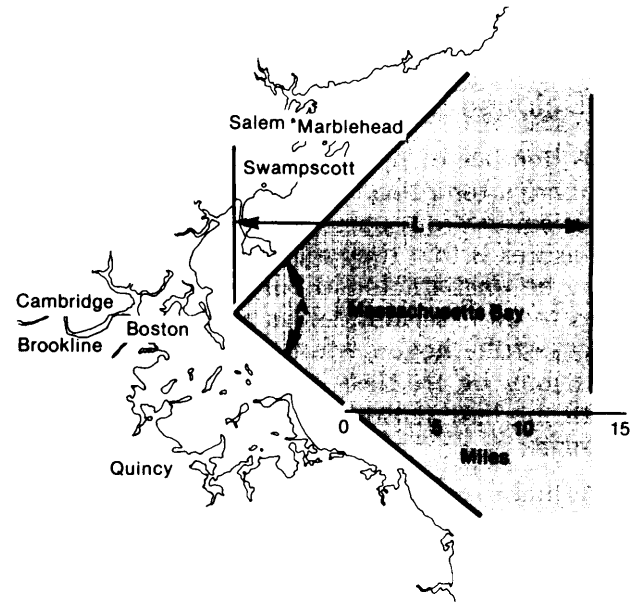 Salem Marblehead
Swampscott
L
Massachusetts Bay
Cambridge
Boston
Brookline
0 5 10 15
Miles
Quincy